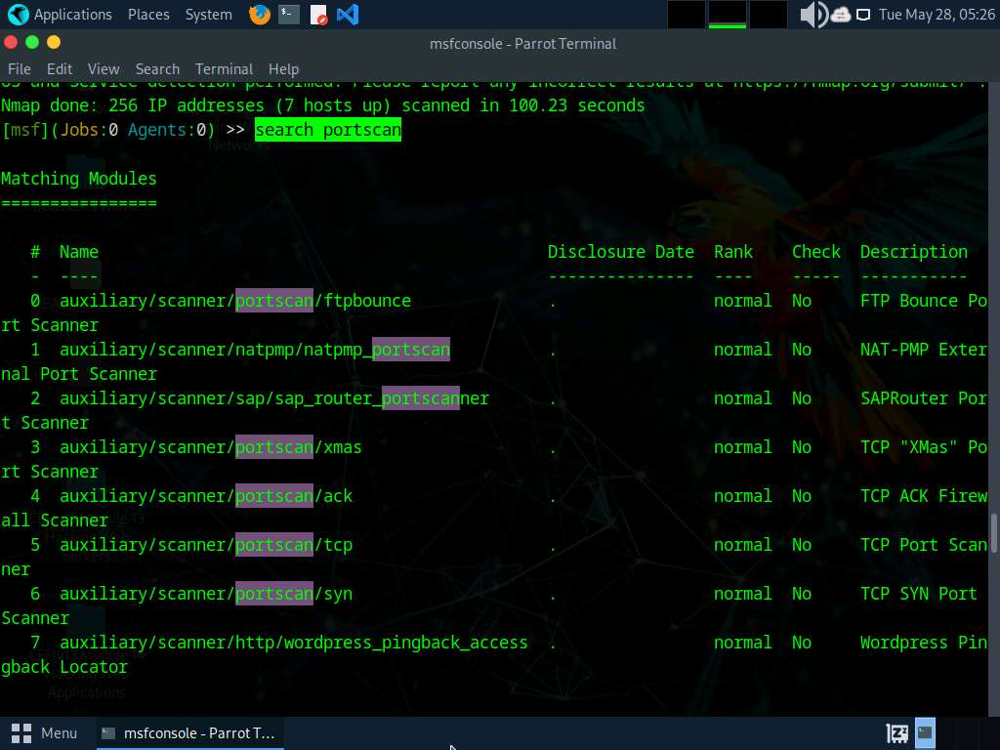 Applications Places System
Tue May 28, 05:26
msfconsole - Parrot Terminal
File Edit View Search Terminal Help
OS and service detection performed. Please report any incorrect results at https://nmap.org/submit/ .
Nmap done: 256 IP addresses (7 hosts up) scanned in 100.23 seconds
[msf](Jobs:0 Agents:0) >> search portscan
Matching Modules
================
# Name Disclosure Date Rank Check Description
- ---- --------------- ---- ----- -----------
0 auxiliary/scanner/portscan/ftpbounce . normal No FTP Bounce Po
rt Scanner
1 auxiliary/scanner/natpmp/natpmp_portscan . normal No NAT-PMP Exter
nal Port Scanner
2 auxiliary/scanner/sap/sap_router_portscanner . normal No SAPRouter Por
t Scanner
3 auxiliary/scanner/portscan/xmas . normal No TCP "XMas" Po
rt Scanner
4 auxiliary/scanner/portscan/ack . normal No TCP ACK Firew
all Scanner
5 auxiliary/scanner/portscan/tcp . normal No TCP Port Scan
ner
6 auxiliary/scanner/portscan/syn . normal No TCP SYN Port
Scanner
7 auxiliary/scanner/http/wordpress_pingback_access . normal No Wordpress Pin
gback Locator
Applications
Menu msfconsole - Parrot T...